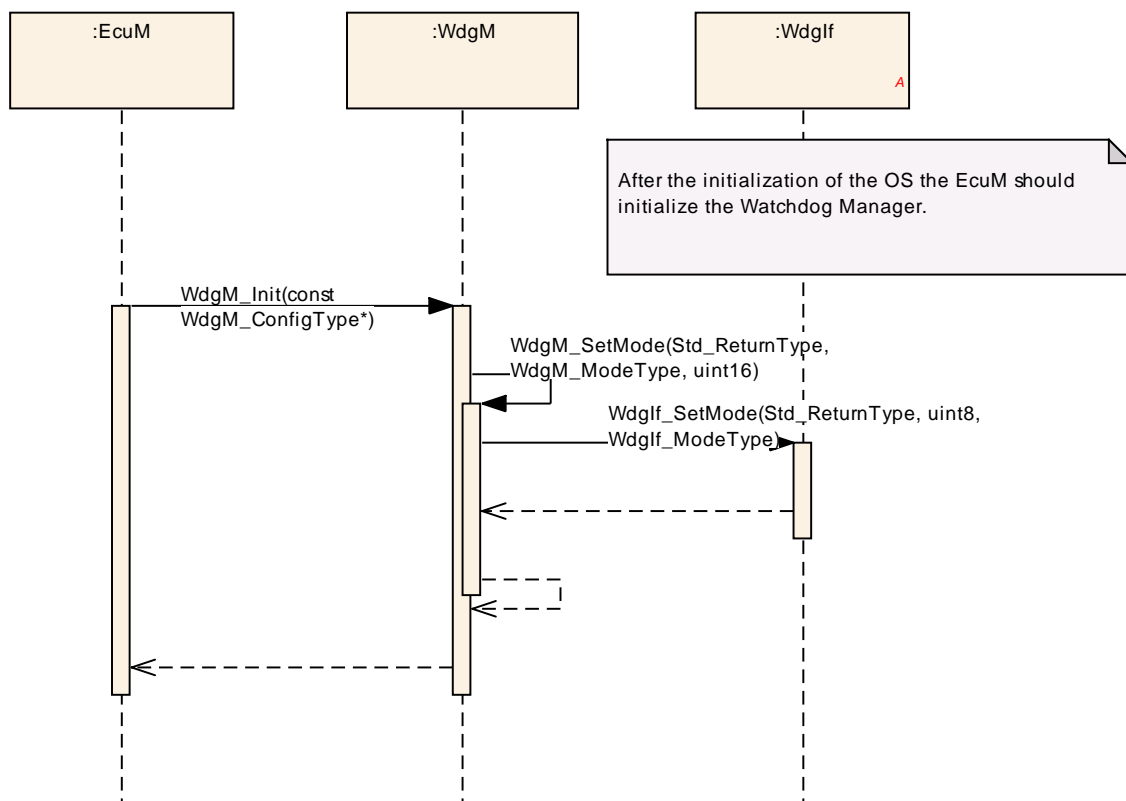 :EcuM
:WdgM
:WdgIf
A
After the initialization of the OS the EcuM should
initialize the Watchdog Manager.
WdgM_Init(const
WdgM_ConfigType*)
WdgM_SetMode(Std_ReturnType,
WdgM_ModeType, uint16)
WdgIf_SetMode(Std_ReturnType, uint8,
WdgIf_ModeType)